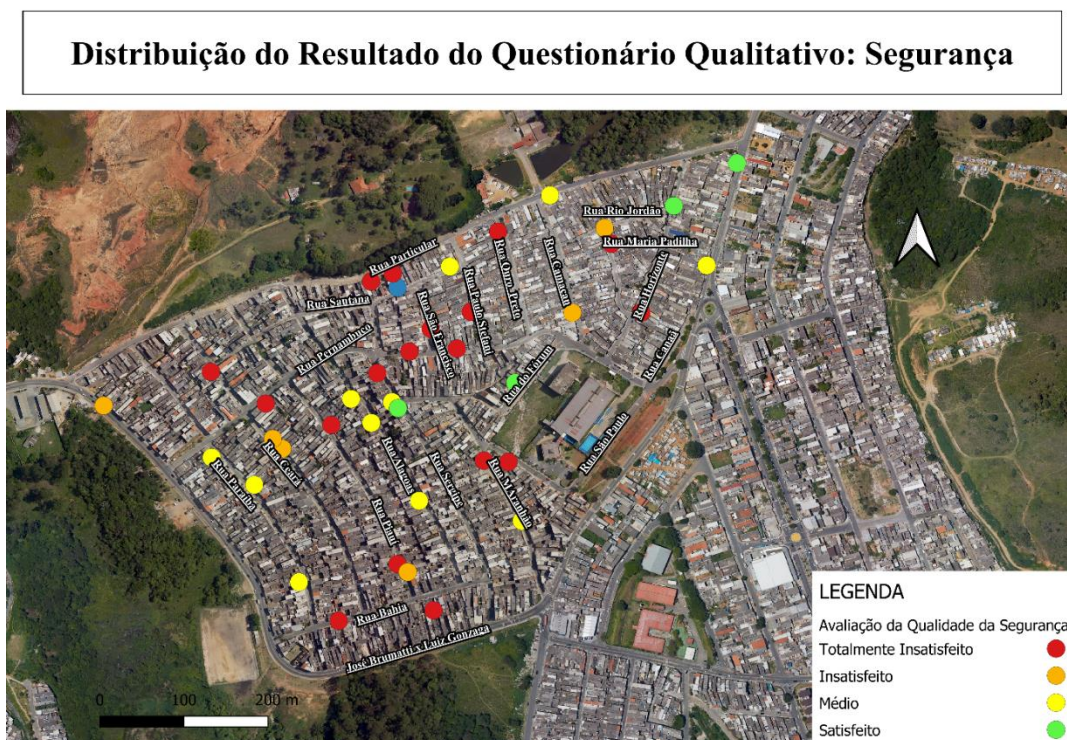 Distribuição do Resultado do Questionário Qualitativo: Segurança
Rua Rio Jordão
Rua Maria Padilha
Rua Particular
Rua Santana
Rua Ouro Preto
Rua Camacan
Rua Horizonte
Rua Paulo Stefani
Rua São Francisco
Rua Pernambuco
Rua Canaã
Rua do Fórum
Rua São Paulo
Rua Ceará
Rua Paraíba
Rua Alagoa
Rua Sergipe
Rua MAranhão
Rua Piauí
Rua Bahia
José Brumatti x Luiz Gonzaga
0 100 200 m
LEGENDA
Avaliação da Qualidade da Segurança
Totalmente Insatisfeito
Insatisfeito
Médio
Satisfeito